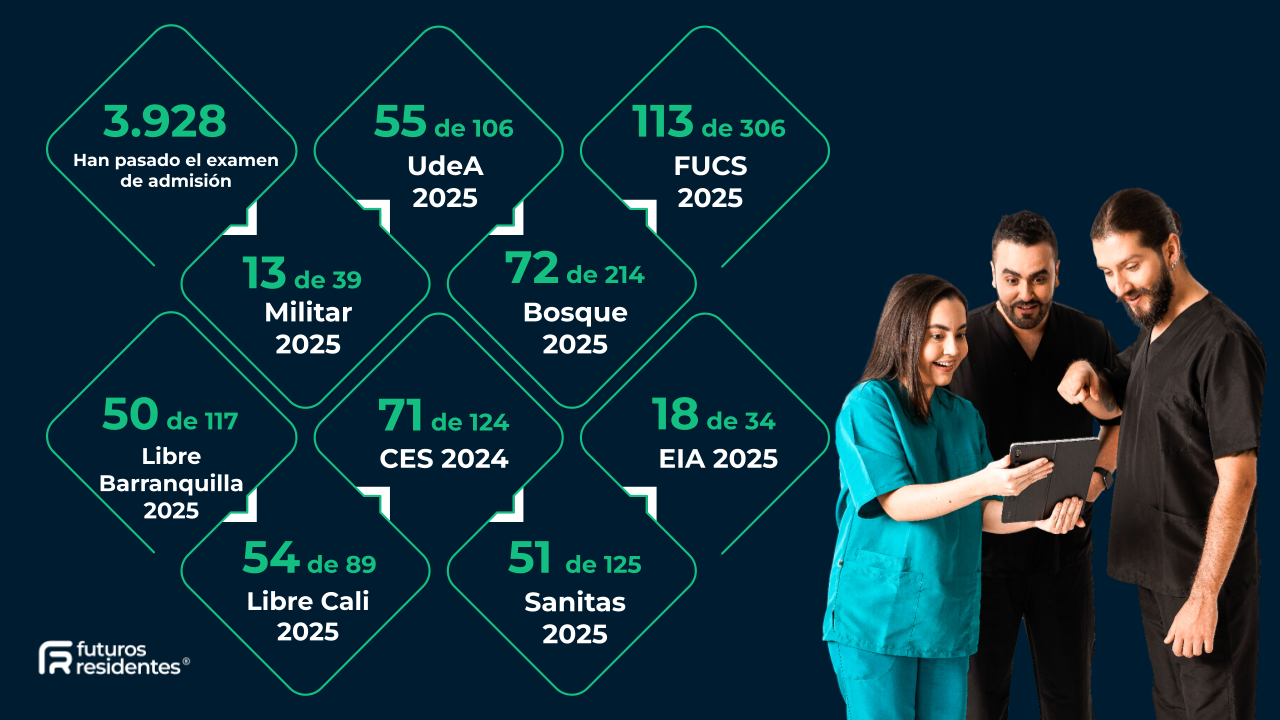 3.928
Han pasado el examen
de admisión
55 de 106
UdeA
2025
113 de 306
FUCS
2025
13 de 39
Militar
2025
72 de 214
Bosque
2025
50 de 117
Libre
Barranquilla
2025
71 de 124
CES 2024
18 de 34
EIA 2025
54 de 89
Libre Cali
2025
51 de 125
Sanitas
2025
futuros
residentes®